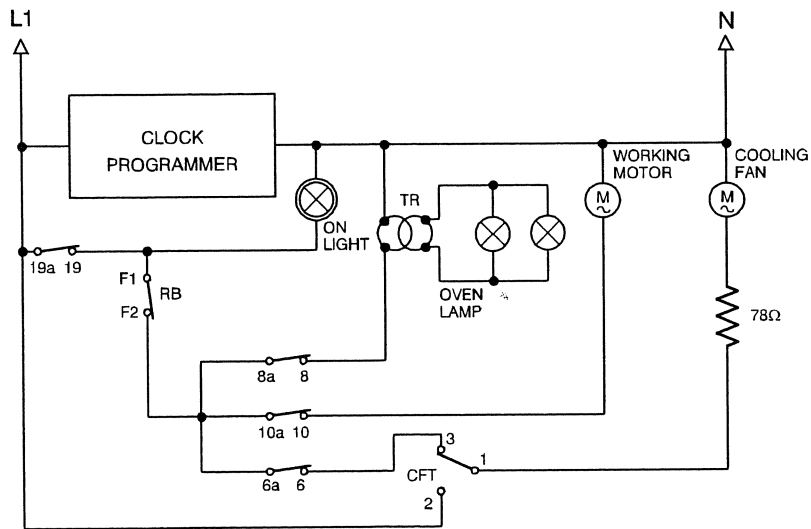 L1
N
CLOCK
PROGRAMMER
WORKING
MOTOR
COOLING
FAN
M
M
TR
ON
LIGHT
19a 19
F1
RB
F2
OVEN
LAMP
78Ω
8a 8
10a 10
6a 6
3
1
CFT
2